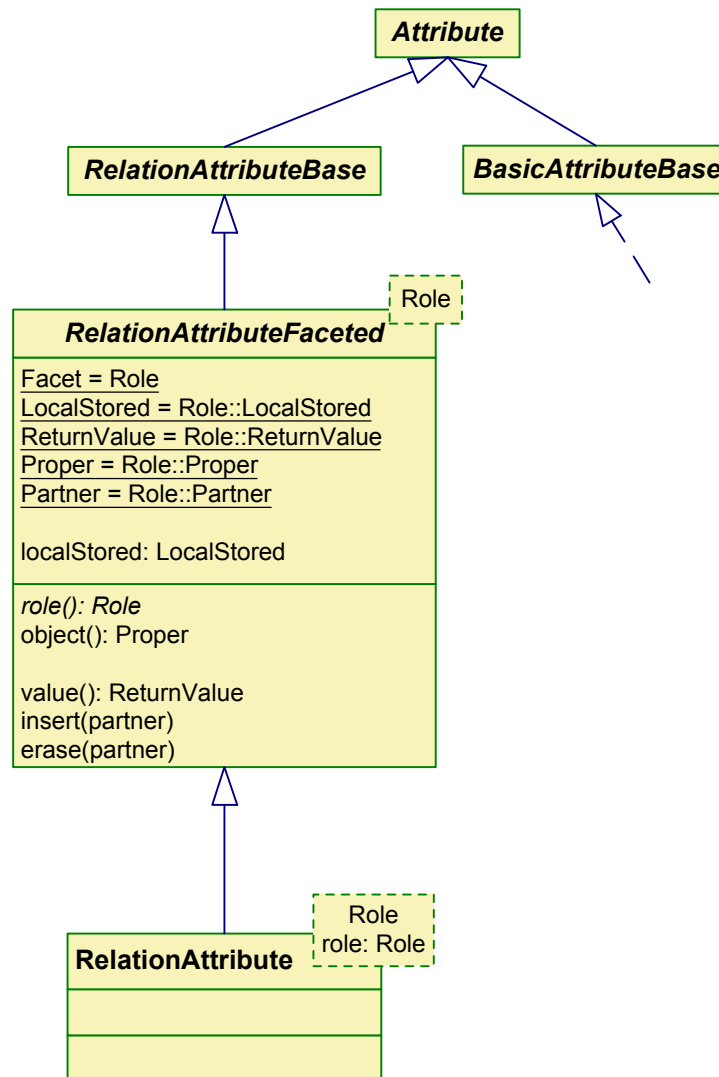 Attribute
RelationAttributeBase
BasicAttributeBase
Role
RelationAttributeFaceted
Facet = Role
LocalStored = Role::LocalStored
ReturnValue = Role::ReturnValue
Proper = Role::Proper
Partner = Role::Partner
localStored: LocalStored
role(): Role
object(): Proper
value(): ReturnValue
insert(partner)
erase(partner)
Role
role: Role
RelationAttribute